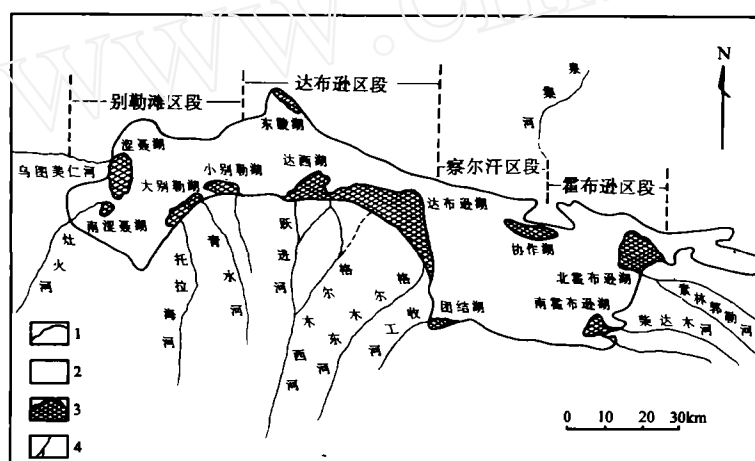 WWW.
N
别勒滩区段
达布逊区段
察尔汗区段
霍布逊区段
东陵湖
涩聂湖
乌图美仁河
大别勒湖
小别勒湖
达西湖
达布逊湖
南涩聂湖
协作湖
北霍布逊湖
南霍布逊湖
团结湖
灶火河
托拉海河
青水河
跃进河
格尔木西河
格尔木东河
收工河
柴达木河
素林郭勒河
1
2
3
4
0 10 20 30km